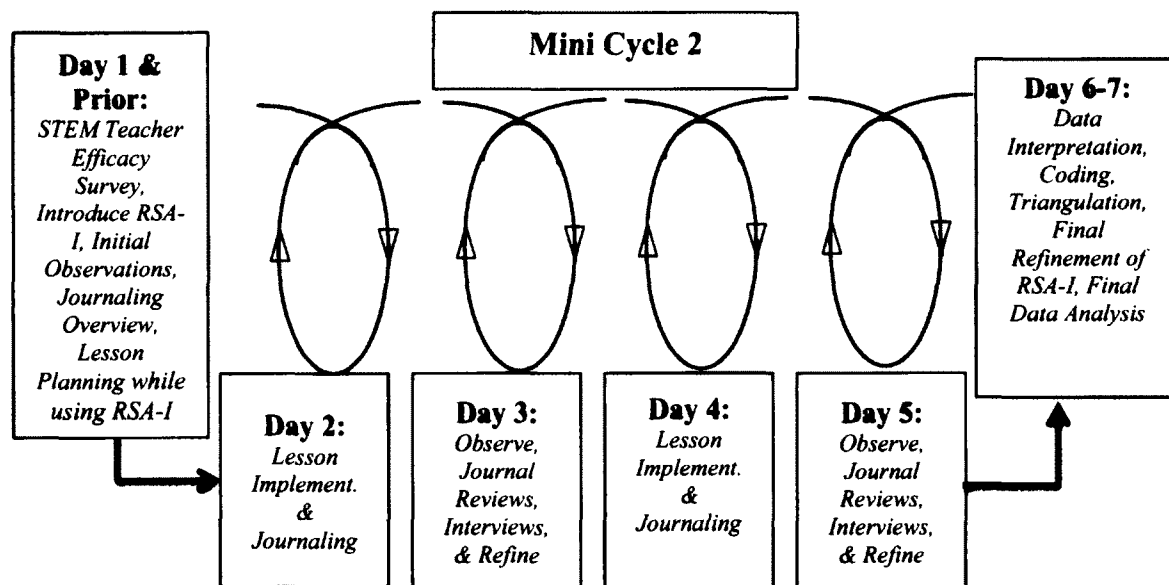 Mini Cycle 2
Day 1 &
Prior:
STEM Teacher
Efficacy
Survey,
Introduce RSA-
I, Initial
Observations,
Journaling
Overview,
Lesson
Planning while
using RSA-I
Day 2:
Lesson
Implement.
&
Journaling
Day 3:
Observe,
Journal
Reviews,
Interviews,
& Refine
Day 4:
Lesson
Implement.
&
Journaling
Day 5:
Observe,
Journal
Reviews,
Interviews,
& Refine
Day 6-7:
Data
Interpretation,
Coding,
Triangulation,
Final
Refinement of
RSA-I, Final
Data Analysis